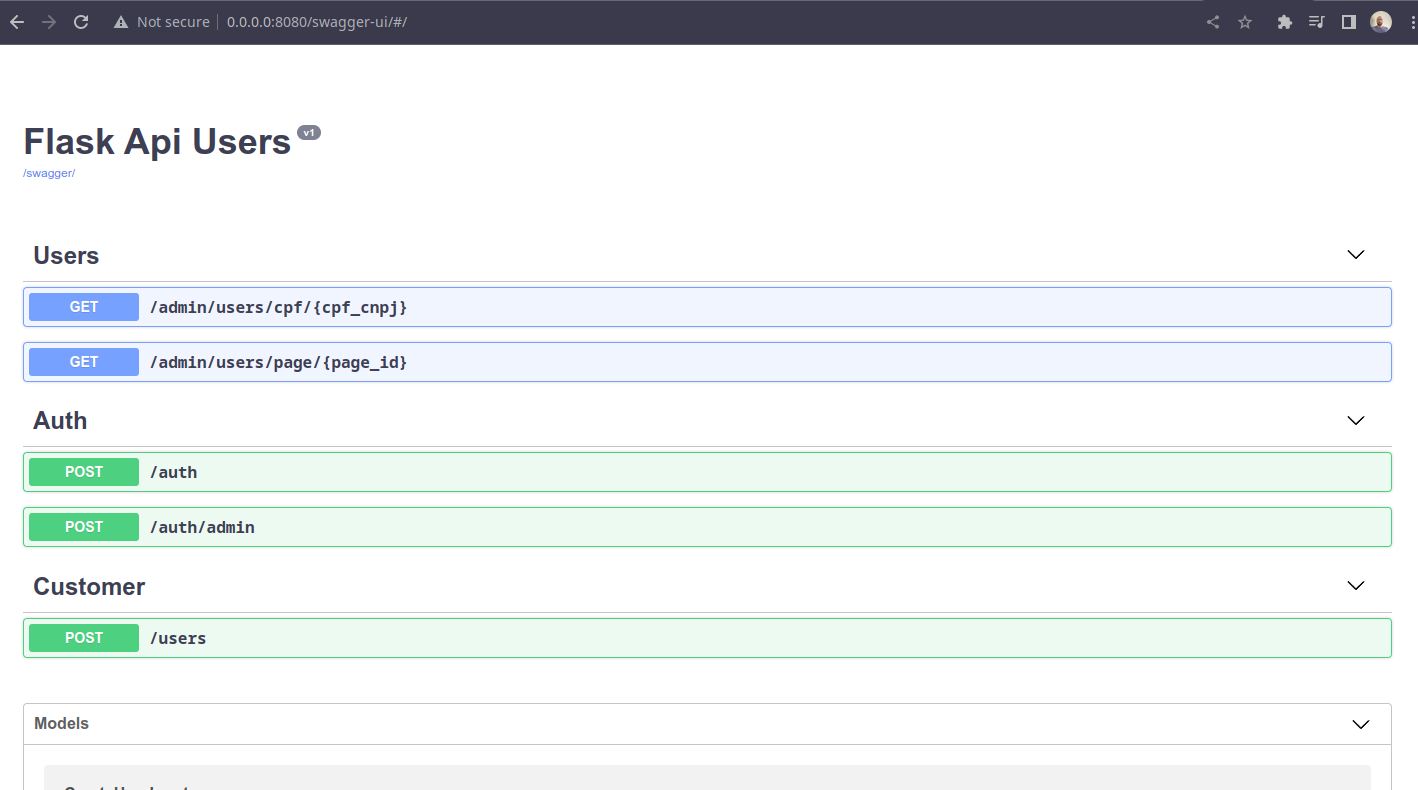 Not secure 0.0.0.0:8080/swagger-ui/#/
Flask Api Users v1
/swagger/
Users
GET /admin/users/cpf/{cpf_cnpj}
GET /admin/users/page/{page_id}
Auth
POST /auth
POST /auth/admin
Customer
POST /users
Models